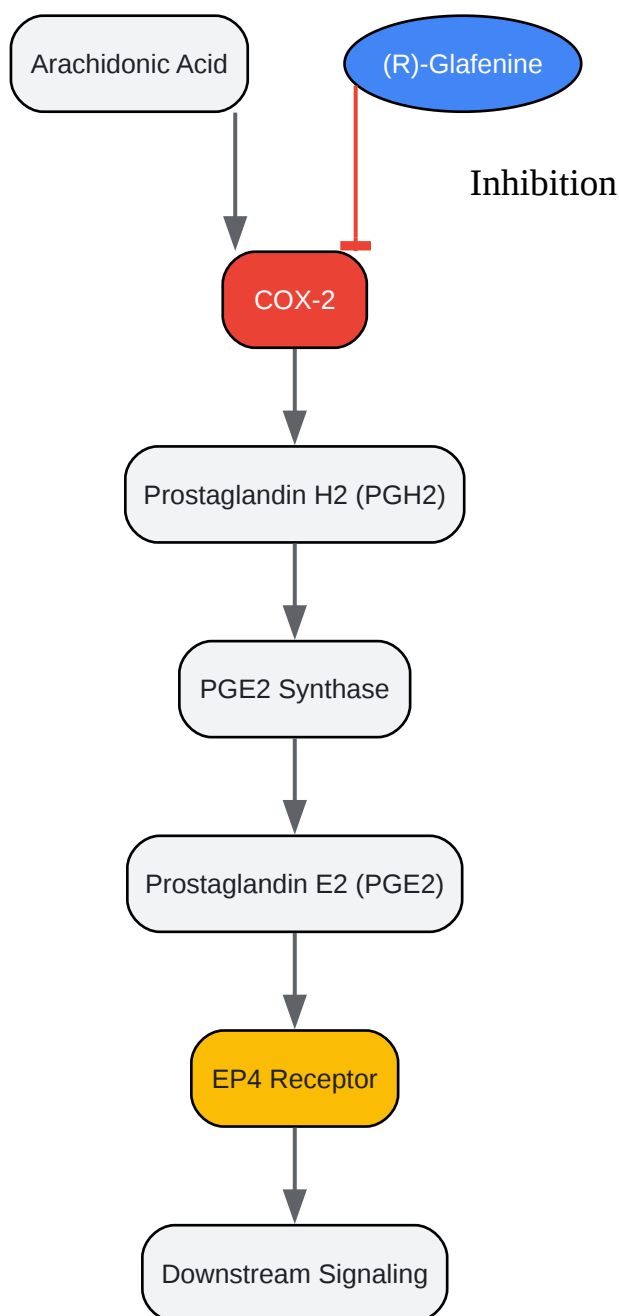 Arachidonic Acid
(R)-Glafenine
Inhibition
COX-2
Prostaglandin H2 (PGH2)
PGE2 Synthase
Prostaglandin E2 (PGE2)
EP4 Receptor
Downstream Signaling